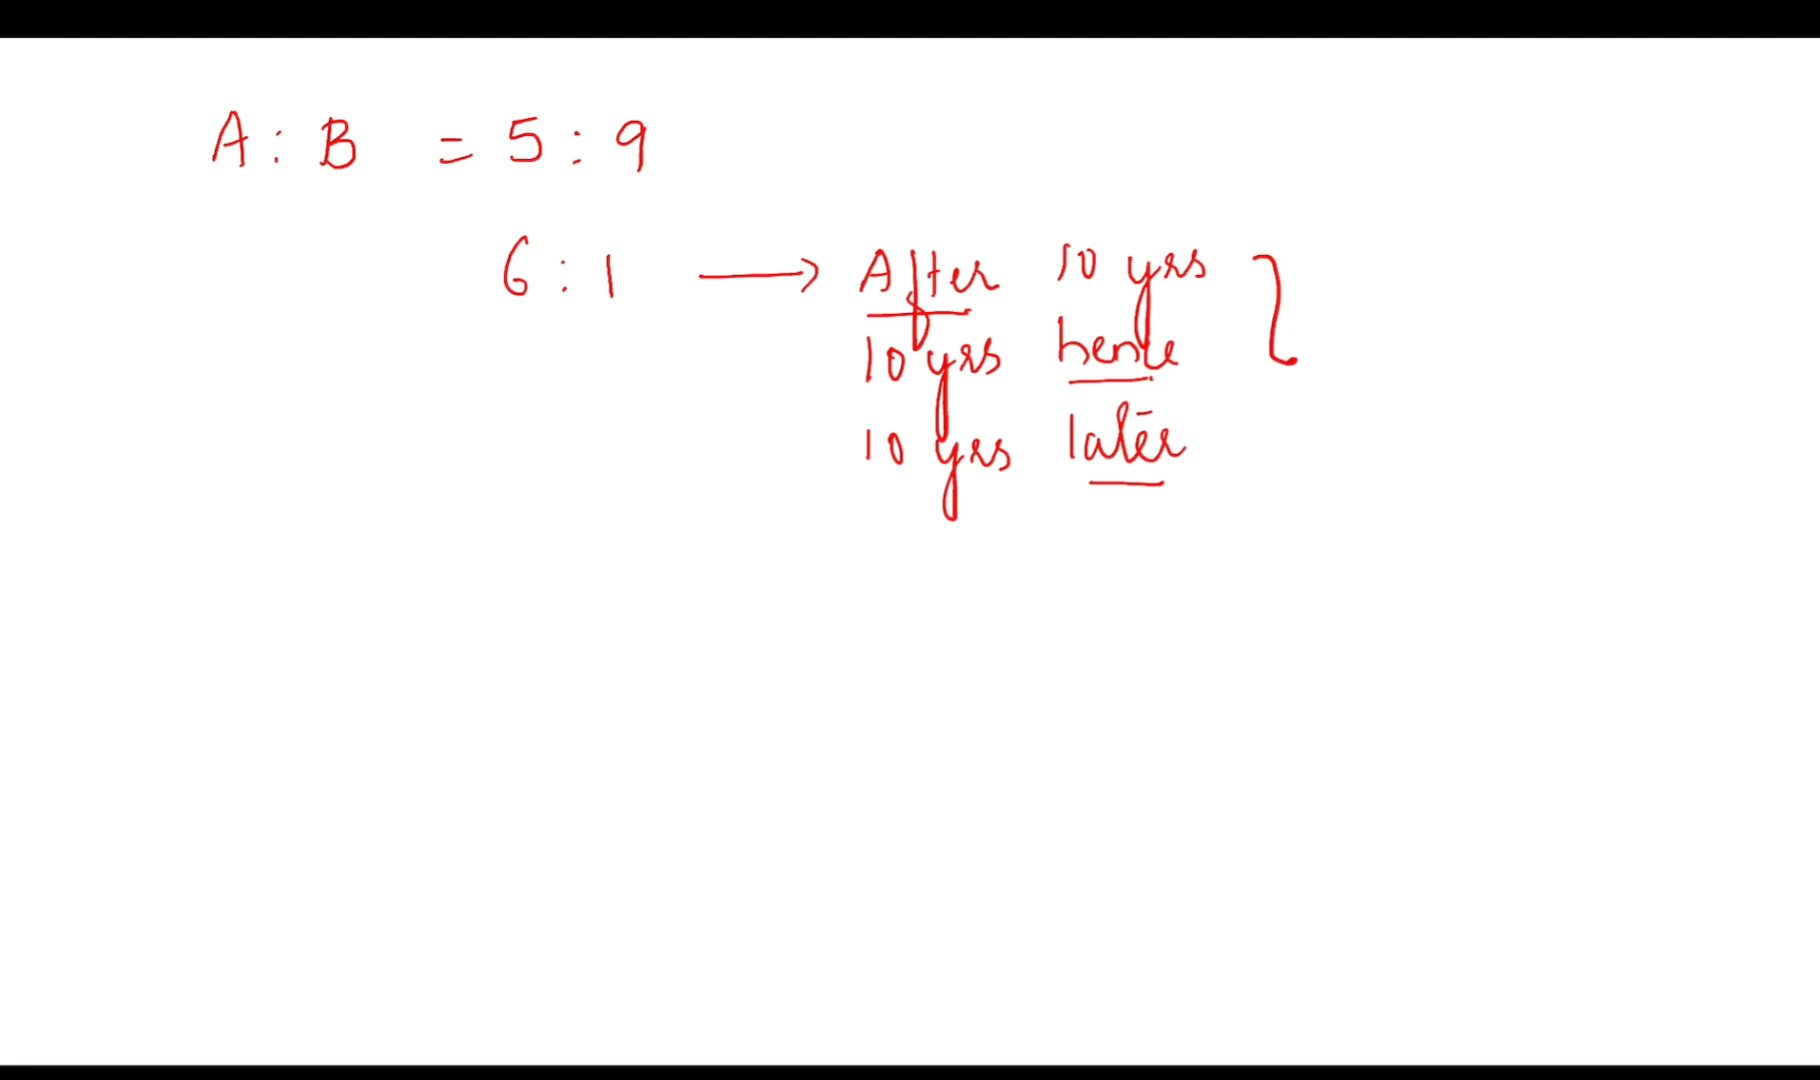 A : B = 5 : 9
6 : 1 → After 10 yrs
10 yrs hence
10 yrs later